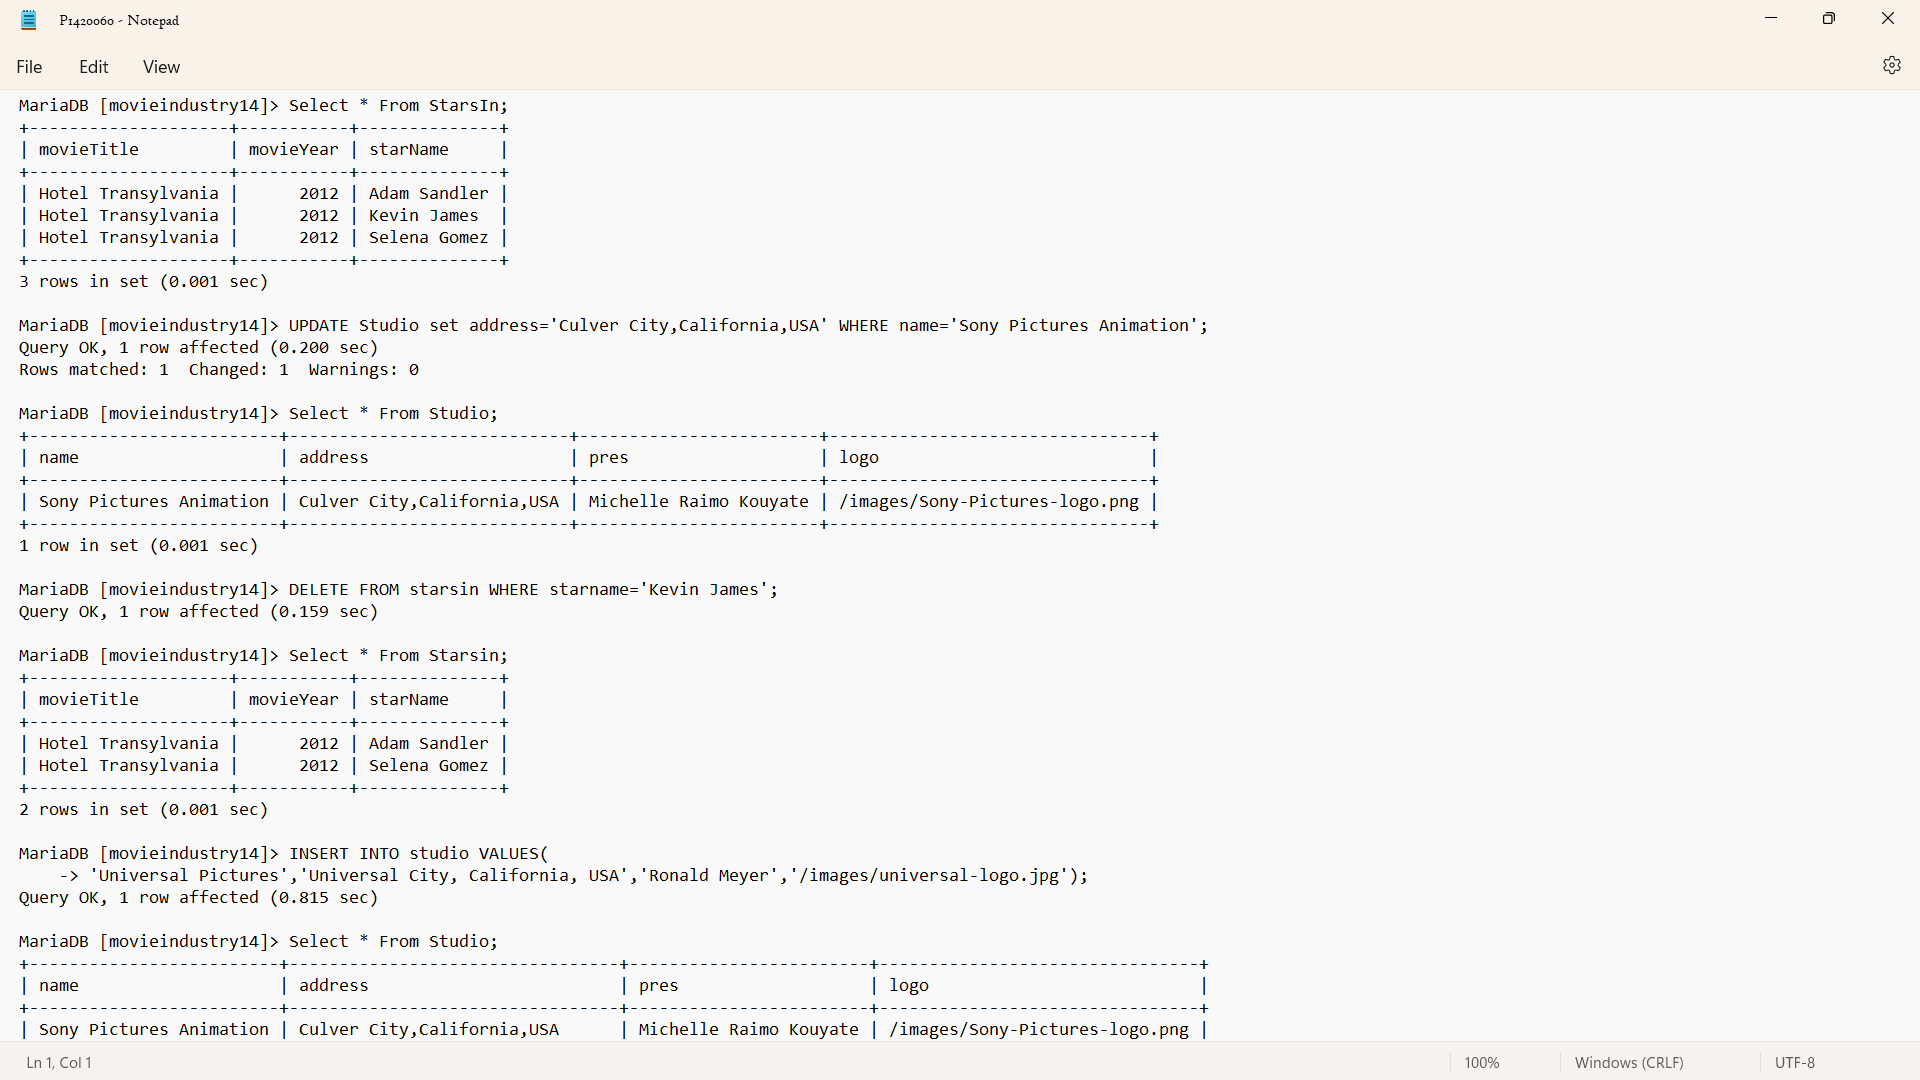 P1420060 - Notepad
File Edit View
MariaDB [movieindustry14]> Select * From StarsIn;
+--------------------+-----------+--------------+
| movieTitle         | movieYear | starName     |
+--------------------+-----------+--------------+
| Hotel Transylvania |      2012 | Adam Sandler |
| Hotel Transylvania |      2012 | Kevin James  |
| Hotel Transylvania |      2012 | Selena Gomez |
+--------------------+-----------+--------------+
3 rows in set (0.001 sec)

MariaDB [movieindustry14]> UPDATE Studio set address='Culver City,California,USA' WHERE name='Sony Pictures Animation';
Query OK, 1 row affected (0.200 sec)
Rows matched: 1  Changed: 1  Warnings: 0

MariaDB [movieindustry14]> Select * From Studio;
+-------------------------+----------------------------+------------------------+--------------------------------+
| name                    | address                    | pres                   | logo                           |
+-------------------------+----------------------------+------------------------+--------------------------------+
| Sony Pictures Animation | Culver City,California,USA | Michelle Raimo Kouyate | /images/Sony-Pictures-logo.png |
+-------------------------+----------------------------+------------------------+--------------------------------+
1 row in set (0.001 sec)

MariaDB [movieindustry14]> DELETE FROM starsin WHERE starname='Kevin James';
Query OK, 1 row affected (0.159 sec)

MariaDB [movieindustry14]> Select * From Starsin;
+--------------------+-----------+--------------+
| movieTitle         | movieYear | starName     |
+--------------------+-----------+--------------+
| Hotel Transylvania |      2012 | Adam Sandler |
| Hotel Transylvania |      2012 | Selena Gomez |
+--------------------+-----------+--------------+
2 rows in set (0.001 sec)

MariaDB [movieindustry14]> INSERT INTO studio VALUES(
    -> 'Universal Pictures','Universal City, California, USA','Ronald Meyer','/images/universal-logo.jpg');
Query OK, 1 row affected (0.815 sec)

MariaDB [movieindustry14]> Select * From Studio;
+-------------------------+---------------------------------+------------------------+--------------------------------+
| name                    | address                         | pres                   | logo                           |
+-------------------------+---------------------------------+------------------------+--------------------------------+
| Sony Pictures Animation | Culver City,California,USA      | Michelle Raimo Kouyate | /images/Sony-Pictures-logo.png |
Ln 1, Col 1 100% Windows (CRLF) UTF-8